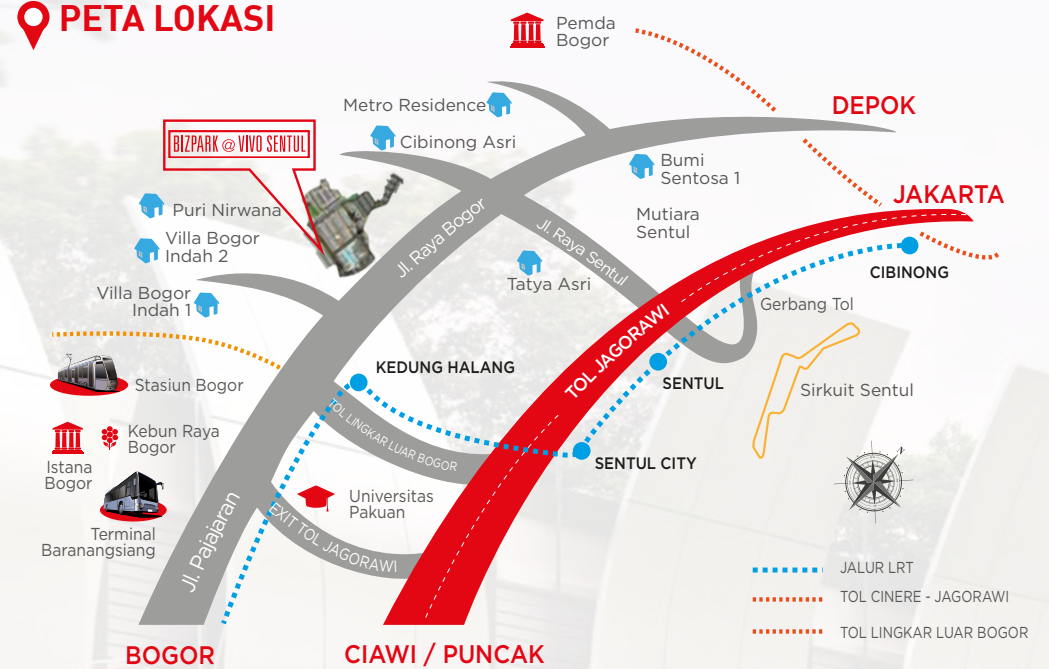 PETA LOKASI
Pemda
Bogor
DEPOK
Metro Residence
Cibinong Asri
BIZPARK @ VIVO SENTUL
Bumi
Sentosa 1
JAKARTA
Puri Nirwana
Mutiara
Sentul
Villa Bogor
Indah 2
Jl. Raya Bogor
Jl. Raya Sentul
CIBINONG
Tatya Asri
Villa Bogor
Indah 1
Gerbang Tol
TOL JAGORAWI
KEDUNG HALANG
SENTUL
Stasiun Bogor
Sirkuit Sentul
TOL LINGKAR LUAR BOGOR
Kebun Raya
Bogor
Istana
Bogor
SENTUL CITY
Universitas
Pakuan
EXIT TOL JAGORAWI
Terminal
Baranangsiang
Jl. Pajajaran
JALUR LRT
TOL CINERE - JAGORAWI
TOL LINGKAR LUAR BOGOR
BOGOR
CIAWI / PUNCAK